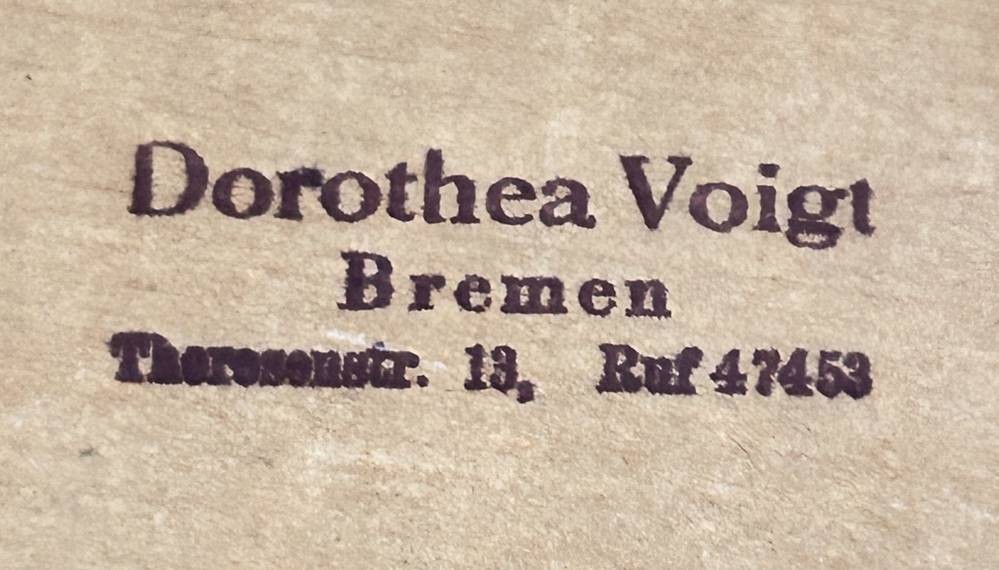 Dorothea Voigt
Bremen
Theresenstr. 13, Ruf 47453